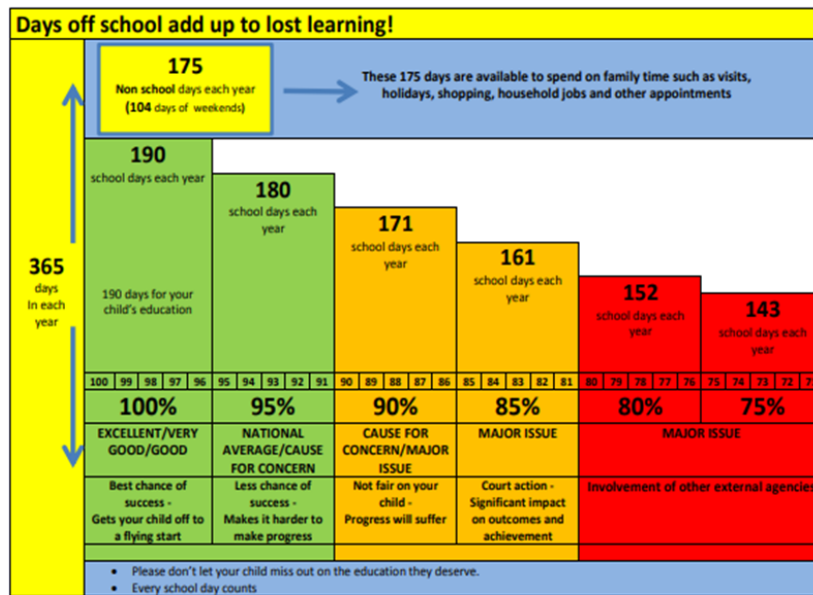 Days off school add up to lost learning!
175
Non school days each year
(104 days of weekends)
These 175 days are available to spend on family time such as visits,
holidays, shopping, household jobs and other appointments
365
days
In each
year
190
school days each year
190 days for your
child's education
180
school days each
year
171
school days each
year
161
school days each
year
152
school days each
year
143
school days each
year
100 99 98 97 96 95 94 93 92 91 90 89 88 87 86 85 84 83 82 81 80 79 78 77 76 75 74 73 72
100% 95% 90% 85% 80% 75%
EXCELLENT/VERY
GOOD/GOOD
NATIONAL
AVERAGE/CAUSE
FOR CONCERN
CAUSE FOR
CONCERN/MAJOR
ISSUE
MAJOR ISSUE
MAJOR ISSUE
Best chance of
success -
Gets your child off to
a flying start
Less chance of
success -
Makes it harder to
make progress
Not fair on your
child -
Progress will suffer
Court action -
Significant impact
on outcomes and
achievement
Involvement of other external agencies
• Please don't let your child miss out on the education they deserve.
• Every school day counts